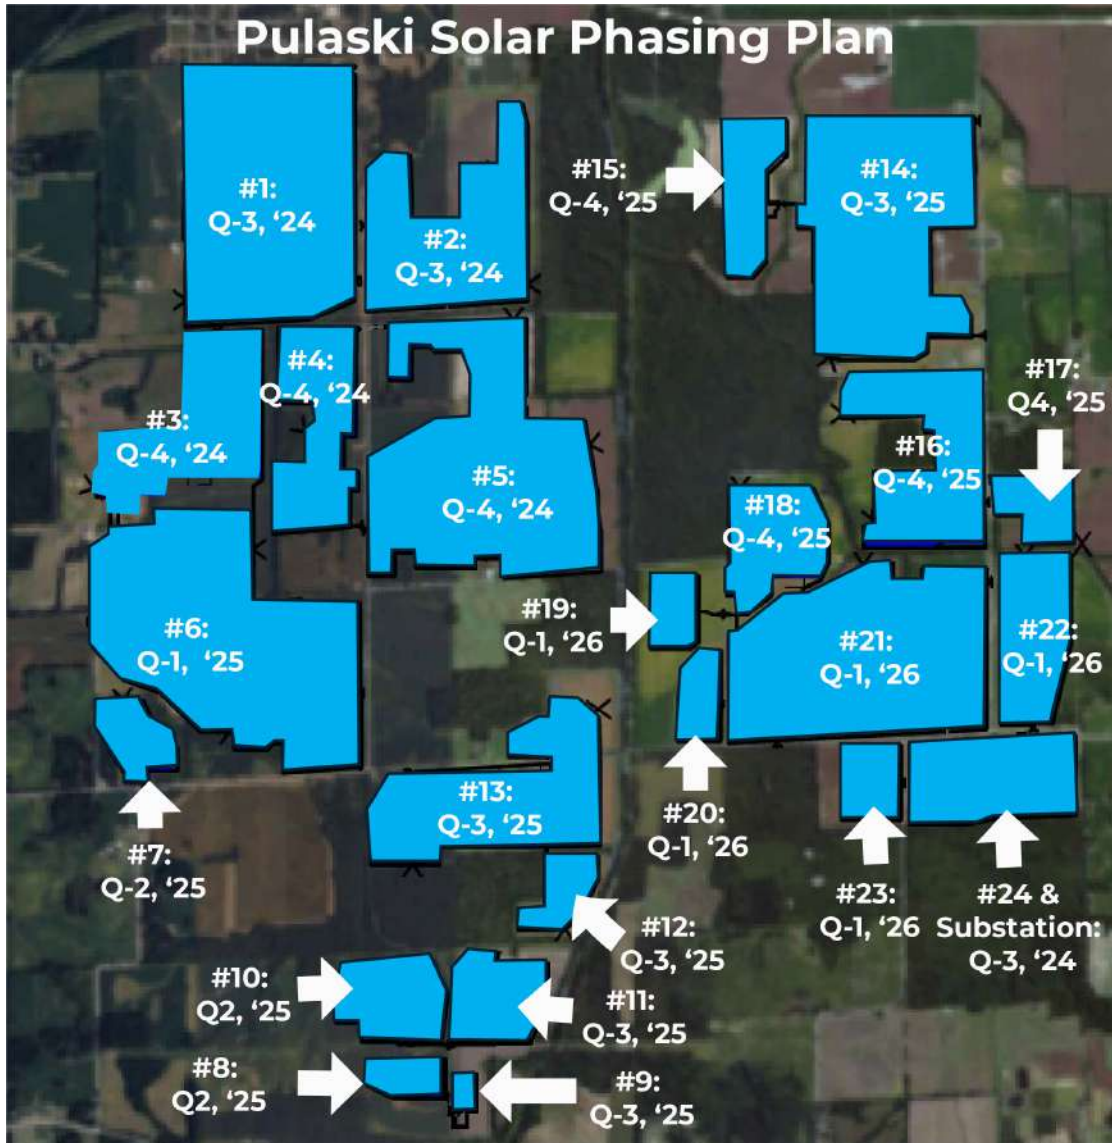 Pulaski Solar Phasing Plan
#1:
Q-3, ‘24
#2:
Q-3, ‘24
#15:
Q-4, ‘25
#14:
Q-3, ‘25
#3:
Q-4, ‘24
#4:
Q-4, ‘24
#5:
Q-4, ‘24
#17:
Q4, ‘25
#16:
Q-4, ‘25
#18:
Q-4, ‘25
#6:
Q-1, ‘25
#19:
Q-1, ‘26
#21:
Q-1, ‘26
#22:
Q-1, ‘26
#7:
Q-2, ‘25
#13:
Q-3, ‘25
#20:
Q-1, ‘26
#23:
Q-1, ‘26
#24 &
Substation:
Q-3, ‘24
#12:
Q-3, ‘25
#10:
Q2, ‘25
#11:
Q-3, ‘25
#8:
Q2, ‘25
#9:
Q-3, ‘25